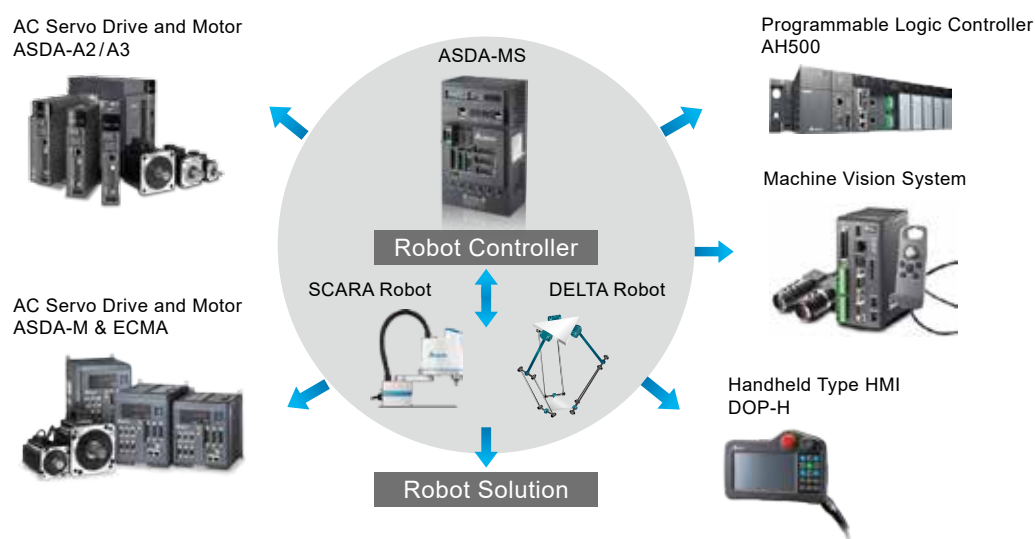 AC Servo Drive and Motor
ASDA-A2/A3
ASDA-MS
Programmable Logic Controller
AH500
Machine Vision System
Robot Controller
SCARA Robot
DELTA Robot
AC Servo Drive and Motor
ASDA-M & ECMA
Handheld Type HMI
DOP-H
Robot Solution